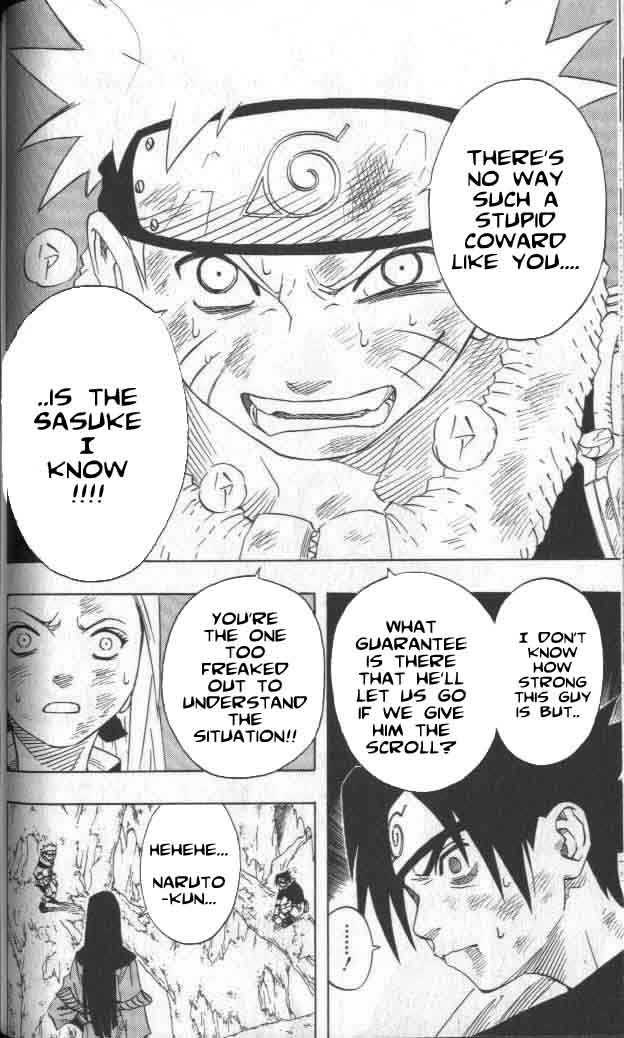 THERE'S
NO WAY
SUCH A
STUPID
COWARD
LIKE YOU....
..IS THE
SASUKE
I
KNOW
!!!!
I DON'T
KNOW
HOW
STRONG
THIS GUY
IS BUT..
WHAT
GUARANTEE
IS THERE
THAT HE'LL
LET US GO
IF WE GIVE
HIM THE
SCROLL?
......
YOU'RE
THE ONE
TOO
FREAKED
OUT TO
UNDERSTAND
THE
SITUATION!!
HEHEHE...
NARUTO
-KUN...